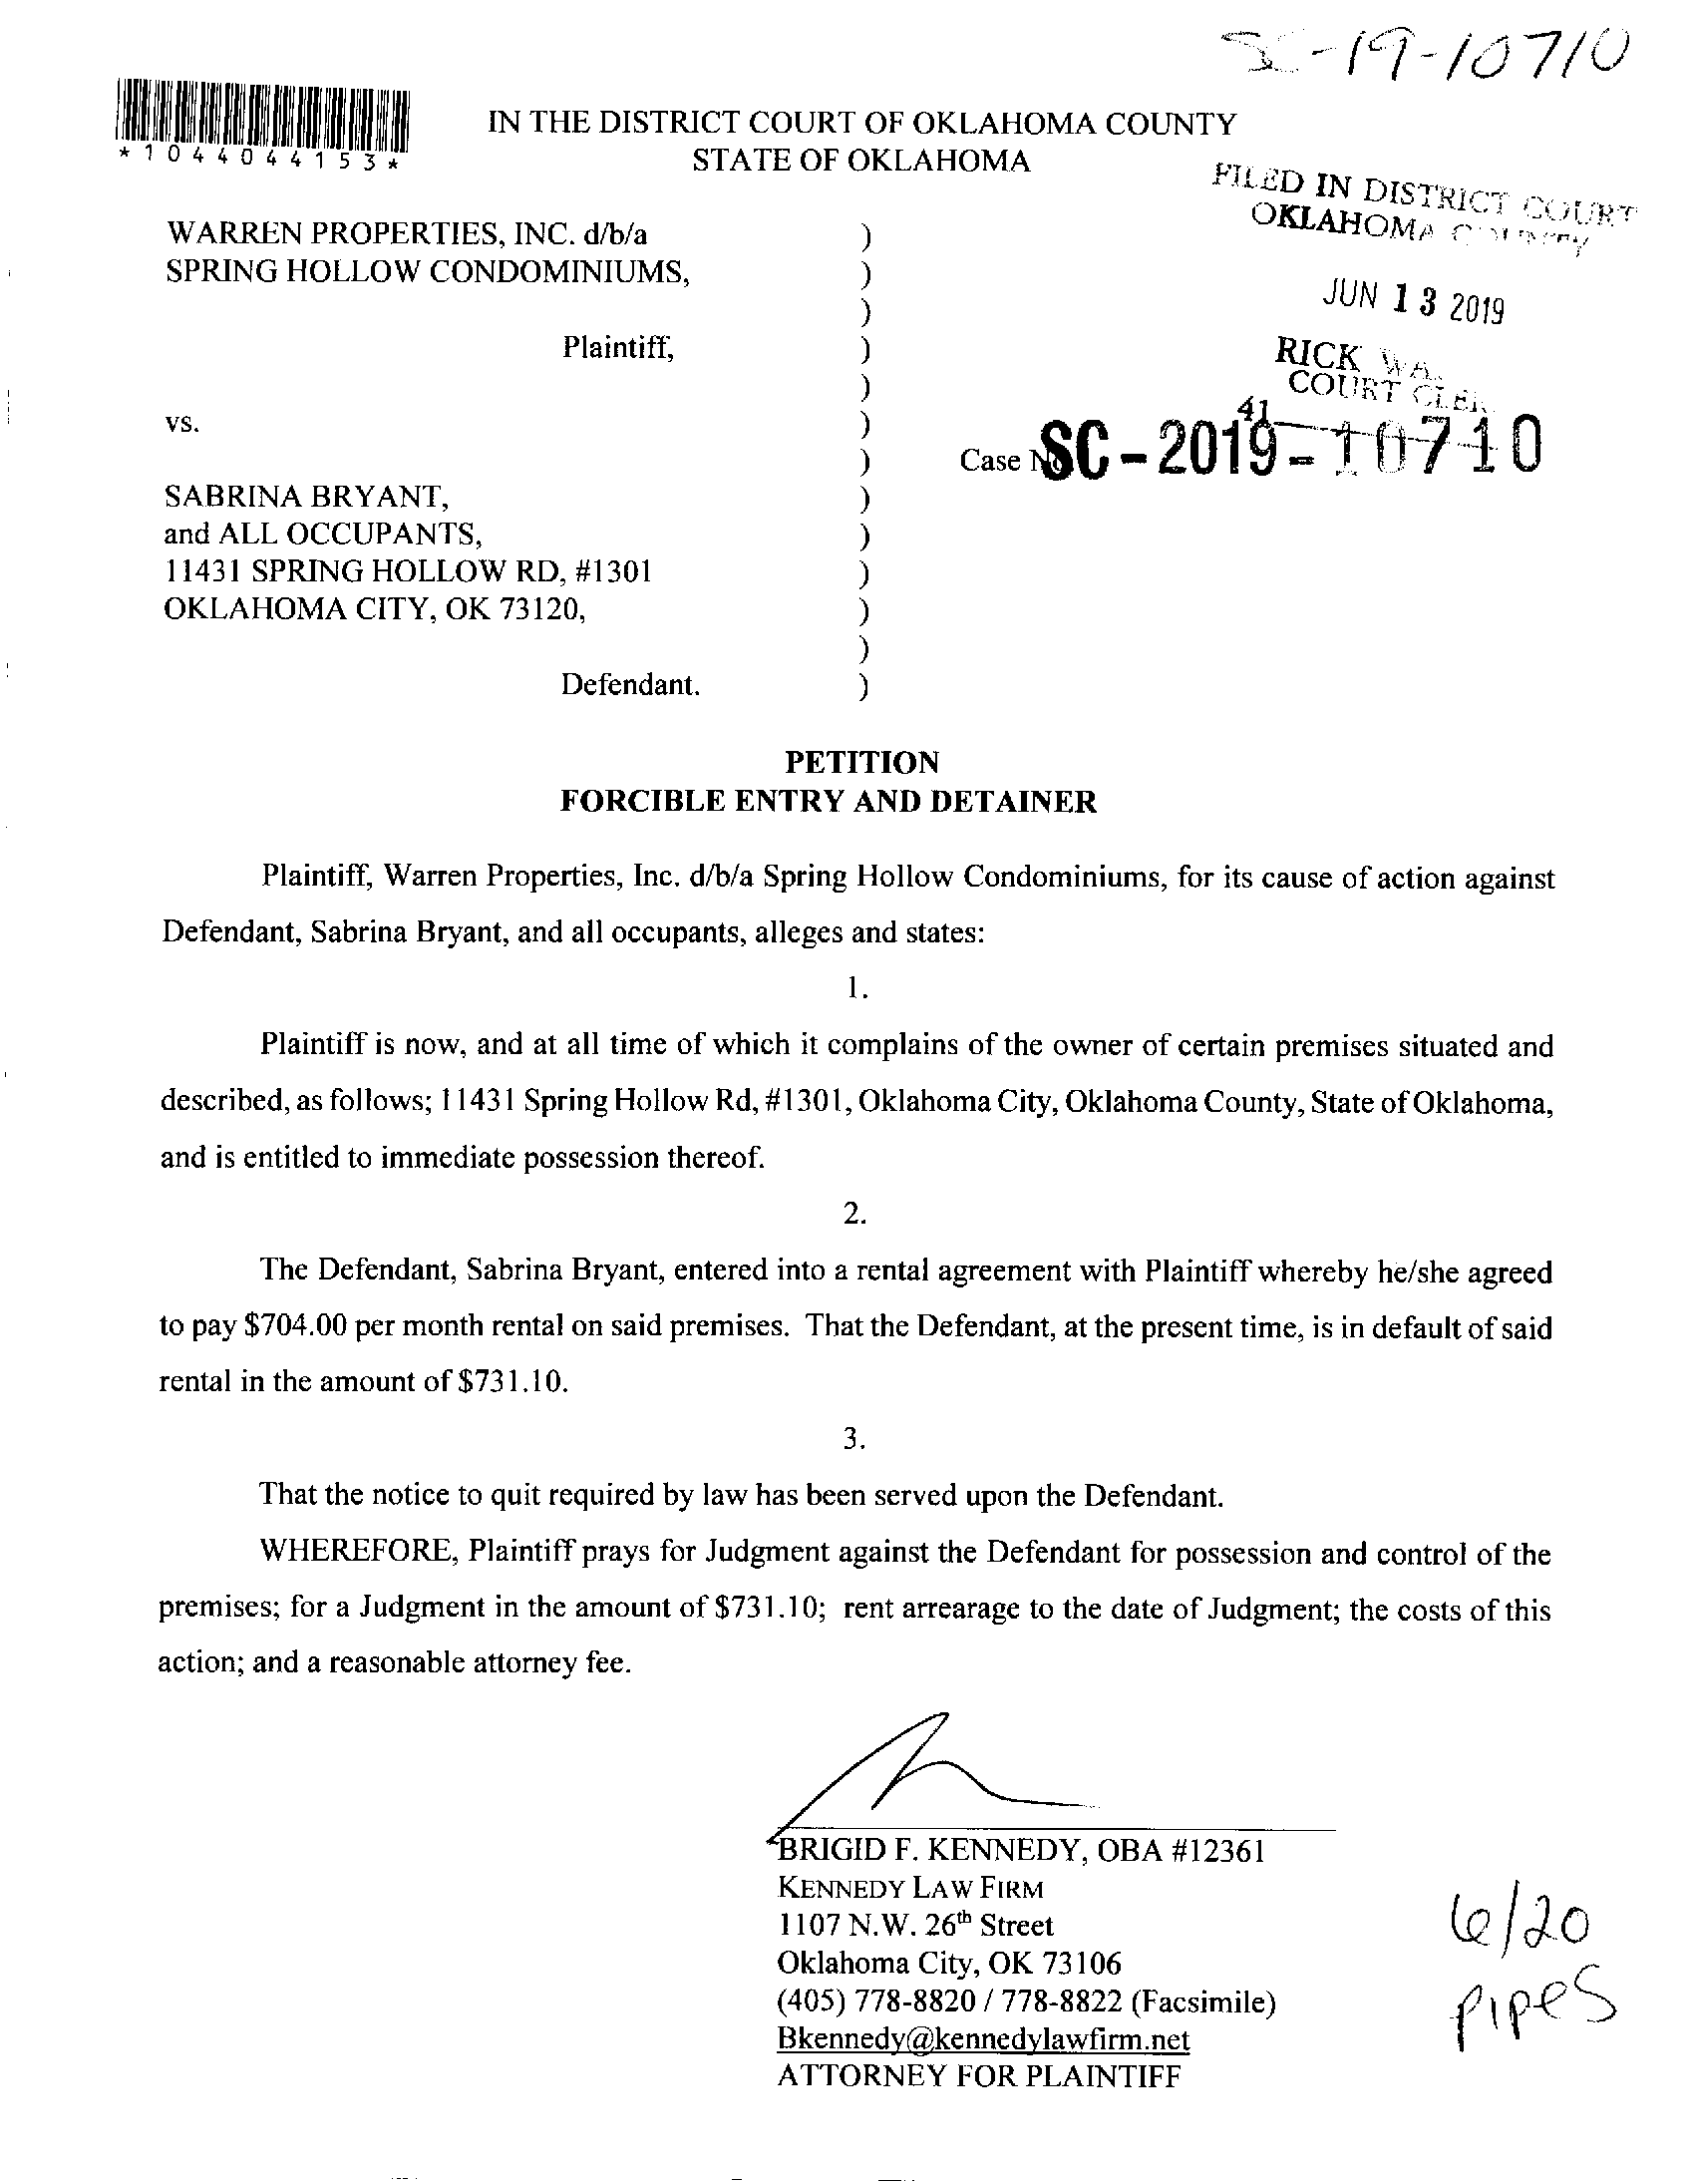 SC-19-10710
*1044044153*
IN THE DISTRICT COURT OF OKLAHOMA COUNTY
STATE OF OKLAHOMA
FILED IN DISTRICT COURT
OKLAHOMA COUNTY
JUN 13 2019
RICK
COURT CLERK
41
WARREN PROPERTIES, INC. d/b/a )
SPRING HOLLOW CONDOMINIUMS, )
)
Plaintiff, )
)
vs. )
) Case No. SC-2019-10710
SABRINA BRYANT, )
and ALL OCCUPANTS, )
11431 SPRING HOLLOW RD, #1301 )
OKLAHOMA CITY, OK 73120, )
)
Defendant. )
PETITION
FORCIBLE ENTRY AND DETAINER
Plaintiff, Warren Properties, Inc. d/b/a Spring Hollow Condominiums, for its cause of action against
Defendant, Sabrina Bryant, and all occupants, alleges and states:
1.
Plaintiff is now, and at all time of which it complains of the owner of certain premises situated and
described, as follows; 11431 Spring Hollow Rd, #1301, Oklahoma City, Oklahoma County, State of Oklahoma,
and is entitled to immediate possession thereof.
2.
The Defendant, Sabrina Bryant, entered into a rental agreement with Plaintiff whereby he/she agreed
to pay $704.00 per month rental on said premises. That the Defendant, at the present time, is in default of said
rental in the amount of $731.10.
3.
That the notice to quit required by law has been served upon the Defendant.
WHEREFORE, Plaintiff prays for Judgment against the Defendant for possession and control of the
premises; for a Judgment in the amount of $731.10; rent arrearage to the date of Judgment; the costs of this
action; and a reasonable attorney fee.
BRIGID F. KENNEDY, OBA #12361
KENNEDY LAW FIRM
1107 N.W. 26th Street
Oklahoma City, OK 73106
(405) 778-8820 / 778-8822 (Facsimile)
Bkennedy@kennedylawfirm.net
ATTORNEY FOR PLAINTIFF
6/20
pipes